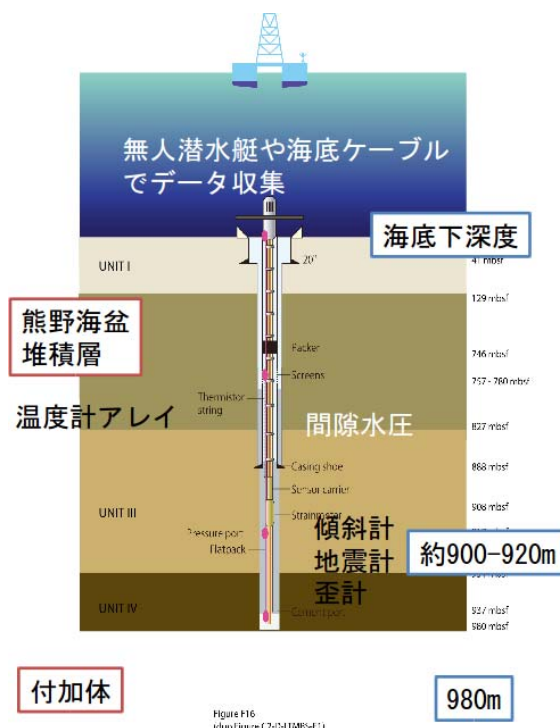 無人潜水艇や海底ケーブル
でデータ収集
海底下深度
20"
41 mbsf
UNIT I
129 mbsf
熊野海盆
堆積層
Packer
746 mbsf
Screens
757 - 780 mbsf
Thermistor
string
温度計アレイ
間隙水圧
827 mbsf
Casing shoe
888 mbsf
Sensor carrier
908 mbsf
UNIT III
Strainmeter
傾斜計
Pressure port
地震計
Flatpack
約900-920m
歪計
UNIT IV
Cement port
937 mbsf
980 mbsf
付加体
980m
Figure F16